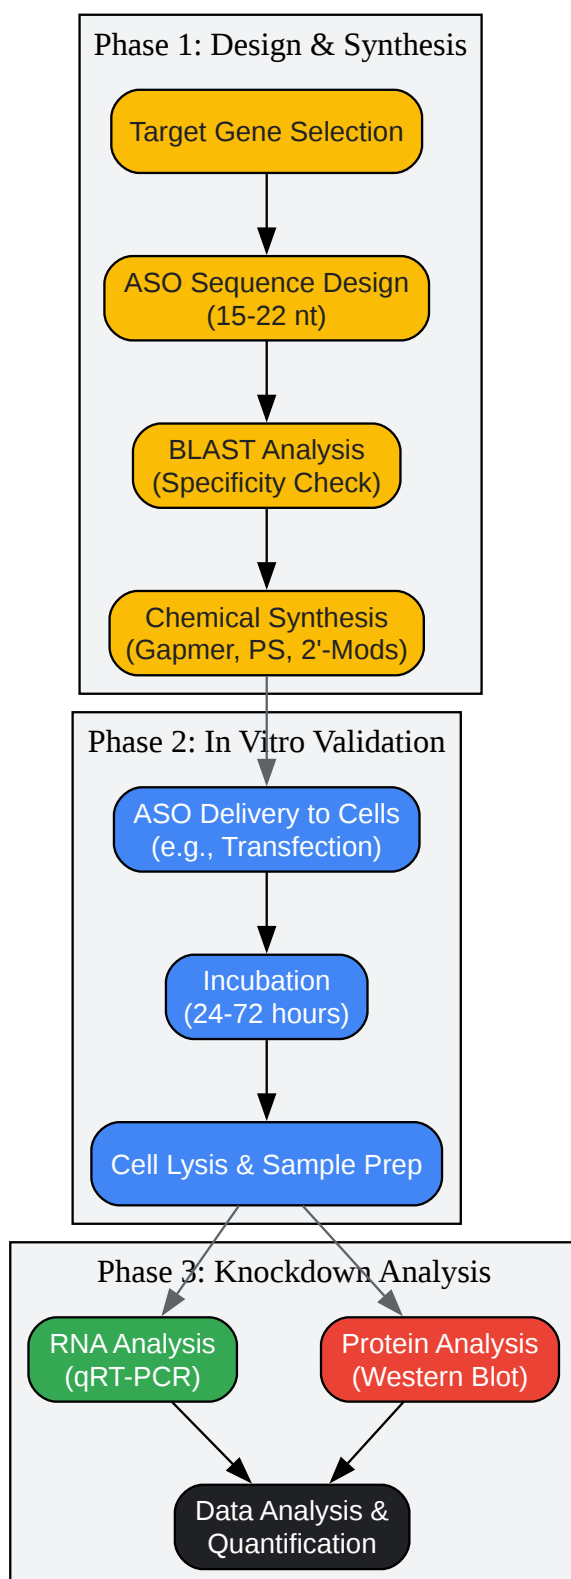 Phase 1: Design & Synthesis
Target Gene Selection
ASO Sequence Design
(15-22 nt)
BLAST Analysis
(Specificity Check)
Chemical Synthesis
(Gapmer, PS, 2'-Mods)
Phase 2: In Vitro Validation
ASO Delivery to Cells
(e.g., Transfection)
Incubation
(24-72 hours)
Cell Lysis & Sample Prep
Phase 3: Knockdown Analysis
RNA Analysis
(qRT-PCR)
Protein Analysis
(Western Blot)
Data Analysis &
Quantification